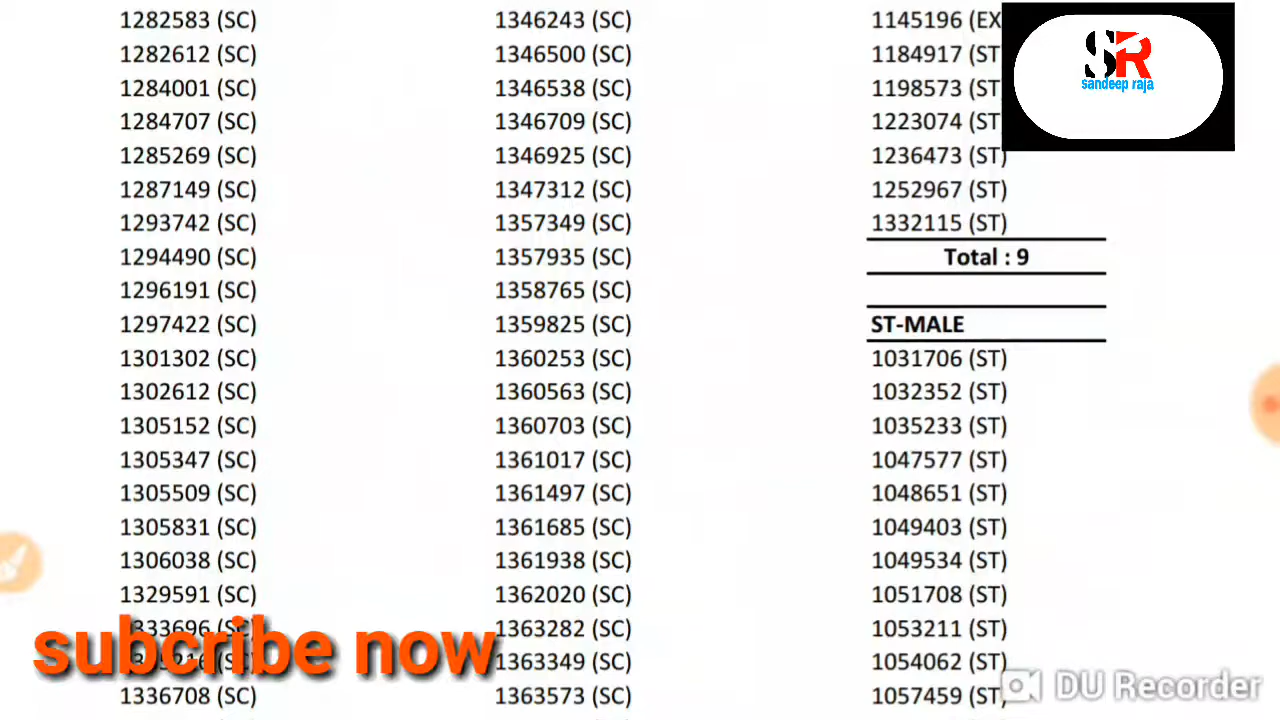 1282583 (SC)
1282612 (SC)
1284001 (SC)
1284707 (SC)
1285269 (SC)
1287149 (SC)
1293742 (SC)
1294490 (SC)
1296191 (SC)
1297422 (SC)
1301302 (SC)
1302612 (SC)
1305152 (SC)
1305347 (SC)
1305509 (SC)
1305831 (SC)
1306038 (SC)
1329591 (SC)
(SC)
1336708 (SC)
subcribe now
1346243 (SC)
1346500 (SC)
1346538 (SC)
1346709 (SC)
1346925 (SC)
1347312 (SC)
1357349 (SC)
1357935 (SC)
1358765 (SC)
1359825 (SC)
1360253 (SC)
1360563 (SC)
1360703 (SC)
1361017 (SC)
1361497 (SC)
1361685 (SC)
1361938 (SC)
1362020 (SC)
1363282 (SC)
1363349 (SC)
1363573 (SC)
1145196 (EX
1184917 (ST
1198573 (ST
1223074 (ST
1236473 (ST)
1252967 (ST)
1332115 (ST)
Total : 9
ST-MALE
1031706 (ST)
1032352 (ST)
1035233 (ST)
1047577 (ST)
1048651 (ST)
1049403 (ST)
1049534 (ST)
1051708 (ST)
1053211 (ST)
1054062 (ST)
1057459 (ST)
SR
sandeep raja
DU Recorder